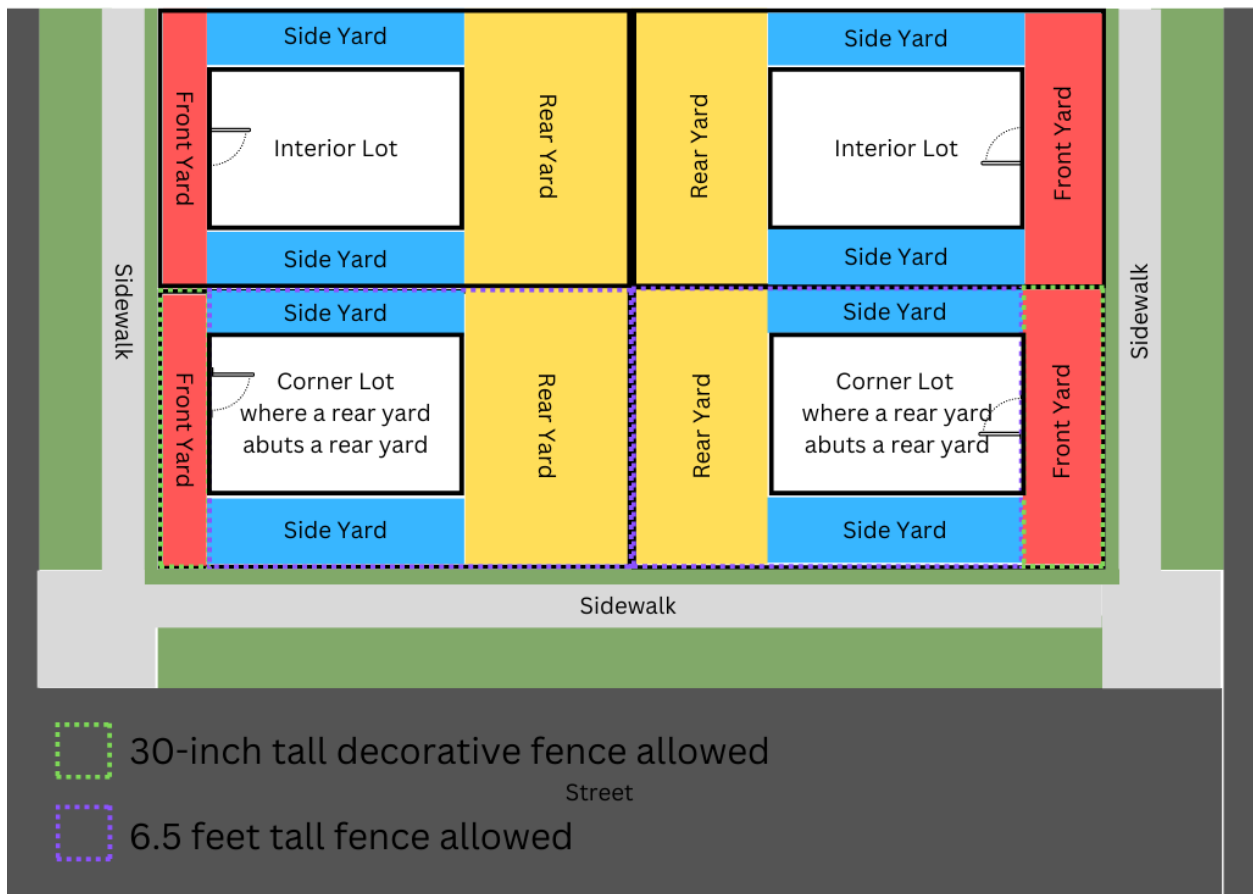 Side Yard
Side Yard
Front Yard
Interior Lot
Rear Yard
Rear Yard
Interior Lot
Front Yard
Side Yard
Side Yard
Sidewalk
Sidewalk
Side Yard
Side Yard
Front Yard
Corner Lot
where a rear yard
abuts a rear yard
Rear Yard
Rear Yard
Corner Lot
where a rear yard
abuts a rear yard
Front Yard
Side Yard
Side Yard
Sidewalk
30-inch tall decorative fence allowed
Street
6.5 feet tall fence allowed